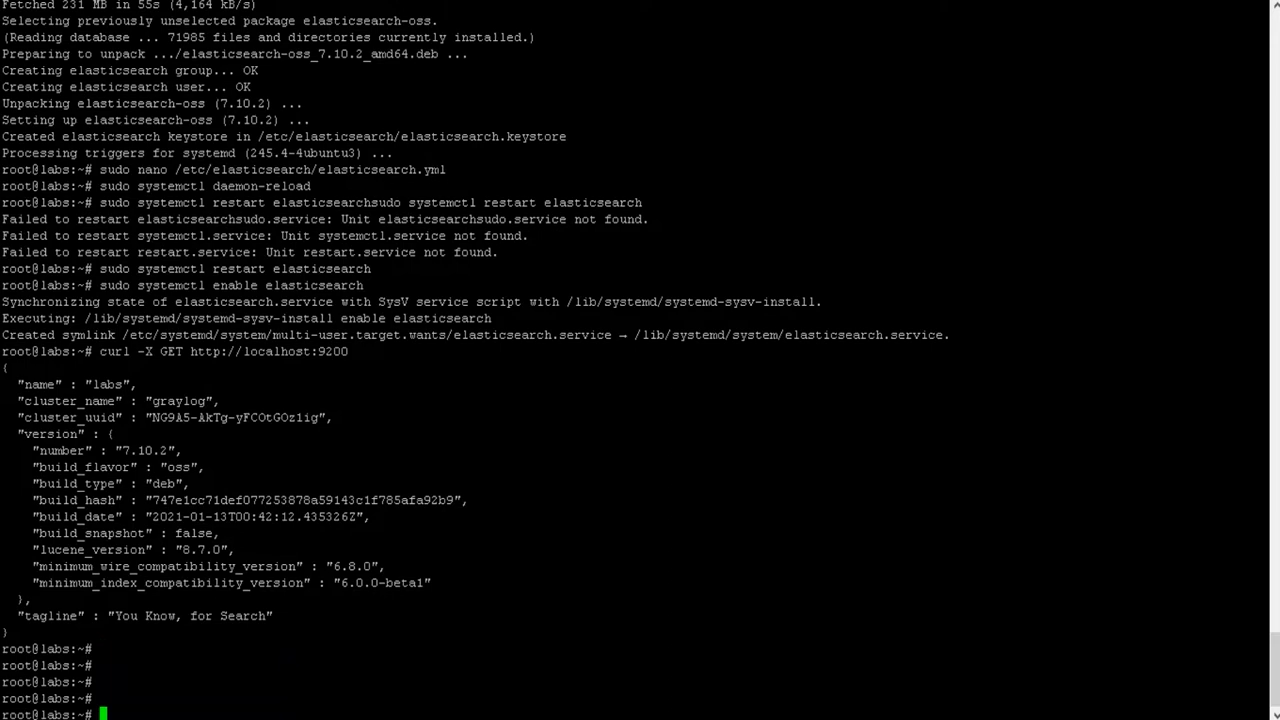 Fetched 231 MB in 55s (4,164 kB/s)
Selecting previously unselected package elasticsearch-oss.
(Reading database ... 71985 files and directories currently installed.)
Preparing to unpack .../elasticsearch-oss_7.10.2_amd64.deb ...
Creating elasticsearch group... OK
Creating elasticsearch user... OK
Unpacking elasticsearch-oss (7.10.2) ...
Setting up elasticsearch-oss (7.10.2) ...
Created elasticsearch keystore in /etc/elasticsearch/elasticsearch.keystore
Processing triggers for systemd (245.4-4ubuntu3) ...
root@labs:~# sudo nano /etc/elasticsearch/elasticsearch.yml
root@labs:~# sudo systemctl daemon-reload
root@labs:~# sudo systemctl restart elasticsearchsudo systemctl restart elasticsearch
Failed to restart elasticsearchsudo.service: Unit elasticsearchsudo.service not found.
Failed to restart systemctl.service: Unit systemctl.service not found.
Failed to restart restart.service: Unit restart.service not found.
root@labs:~# sudo systemctl restart elasticsearch
root@labs:~# sudo systemctl enable elasticsearch
Synchronizing state of elasticsearch.service with SysV service script with /lib/systemd/systemd-sysv-install.
Executing: /lib/systemd/systemd-sysv-install enable elasticsearch
Created symlink /etc/systemd/system/multi-user.target.wants/elasticsearch.service → /lib/systemd/system/elasticsearch.service.
root@labs:~# curl -X GET http://localhost:9200
{
  "name" : "labs",
  "cluster_name" : "graylog",
  "cluster_uuid" : "NG9A5-AkTg-yFCOtGOz1ig",
  "version" : {
    "number" : "7.10.2",
    "build_flavor" : "oss",
    "build_type" : "deb",
    "build_hash" : "747e1cc71def077253878a59143c1f785afa92b9",
    "build_date" : "2021-01-13T00:42:12.435326Z",
    "build_snapshot" : false,
    "lucene_version" : "8.7.0",
    "minimum_wire_compatibility_version" : "6.8.0",
    "minimum_index_compatibility_version" : "6.0.0-beta1"
  },
  "tagline" : "You Know, for Search"
}
root@labs:~#
root@labs:~#
root@labs:~#
root@labs:~#
root@labs:~#